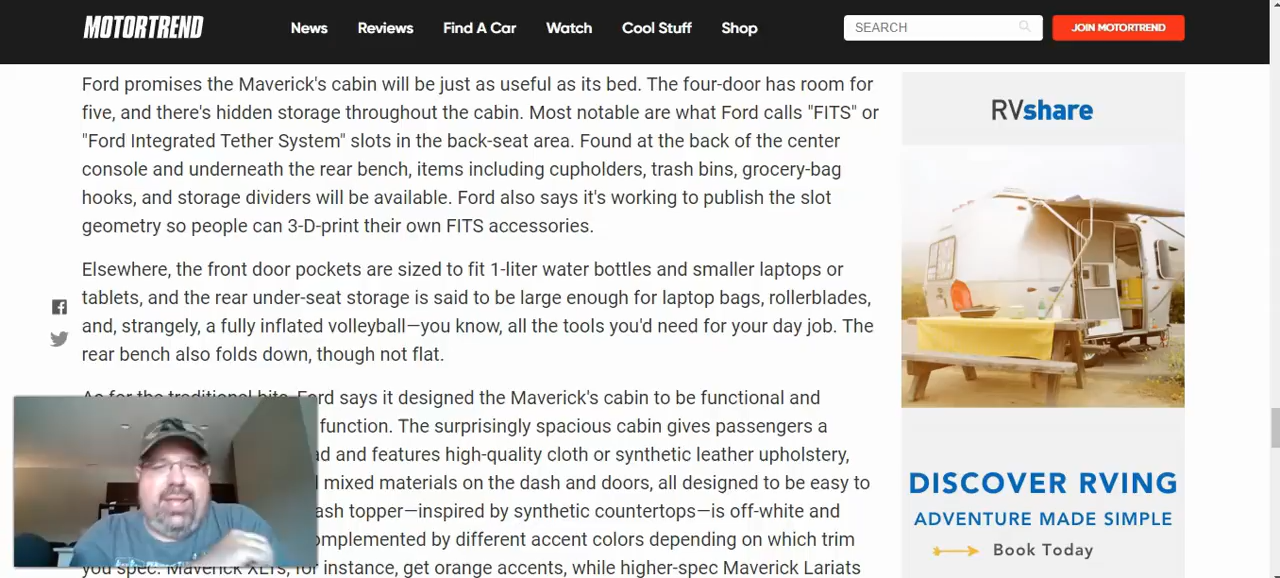 MOTORTREND
News Reviews Find A Car Watch Cool Stuff Shop
SEARCH
JOIN MOTORTREND
Ford promises the Maverick's cabin will be just as useful as its bed. The four-door has room for
five, and there's hidden storage throughout the cabin. Most notable are what Ford calls "FITS" or
"Ford Integrated Tether System" slots in the back-seat area. Found at the back of the center
console and underneath the rear bench, items including cupholders, trash bins, grocery-bag
hooks, and storage dividers will be available. Ford also says it's working to publish the slot
geometry so people can 3-D-print their own FITS accessories.
Elsewhere, the front door pockets are sized to fit 1-liter water bottles and smaller laptops or
tablets, and the rear under-seat storage is said to be large enough for laptop bags, rollerblades,
and, strangely, a fully inflated volleyball—you know, all the tools you'd need for your day job. The
rear bench also folds down, though not flat.
As for the traditional bits, Ford says it designed the Maverick's cabin to be functional and
function. The surprisingly spacious cabin gives passengers a
and features high-quality cloth or synthetic leather upholstery,
mixed materials on the dash and doors, all designed to be easy to
topper—inspired by synthetic countertops—is off-white and
complemented by different accent colors depending on which trim
you spec. Maverick XLTs, for instance, get orange accents, while higher-spec Maverick Lariats
RVshare
DISCOVER RVING
ADVENTURE MADE SIMPLE
Book Today